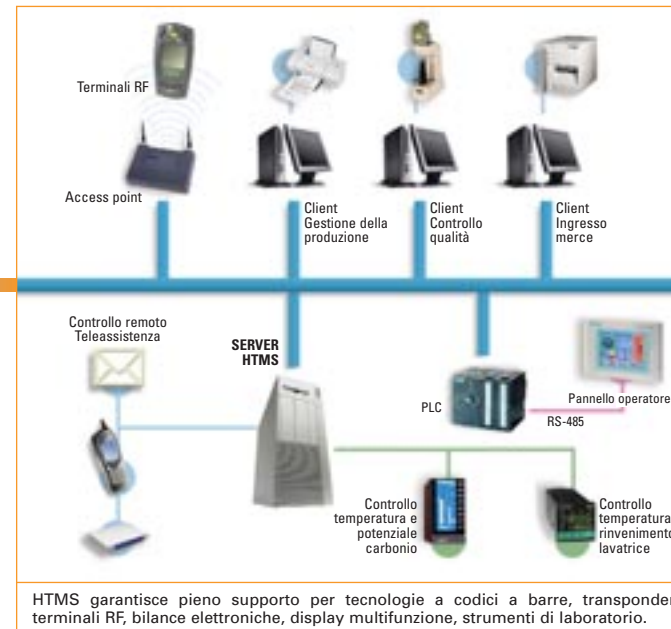 Terminali RF
Access point
Client
Gestione della
produzione
Client
Controllo
qualità
Client
Ingresso
merce
Controllo remoto
Teleassistenza
SERVER
HTMS
PLC
RS-485
Pannello operatore
Controllo
temperatura e
potenziale
carbonio
Controllo
temperatura
rinvenimento
lavatrice
HTMS garantisce pieno supporto per tecnologie a codici a barre, transponder
terminali RF, bilance elettroniche, display multifunzione, strumenti di laboratorio.